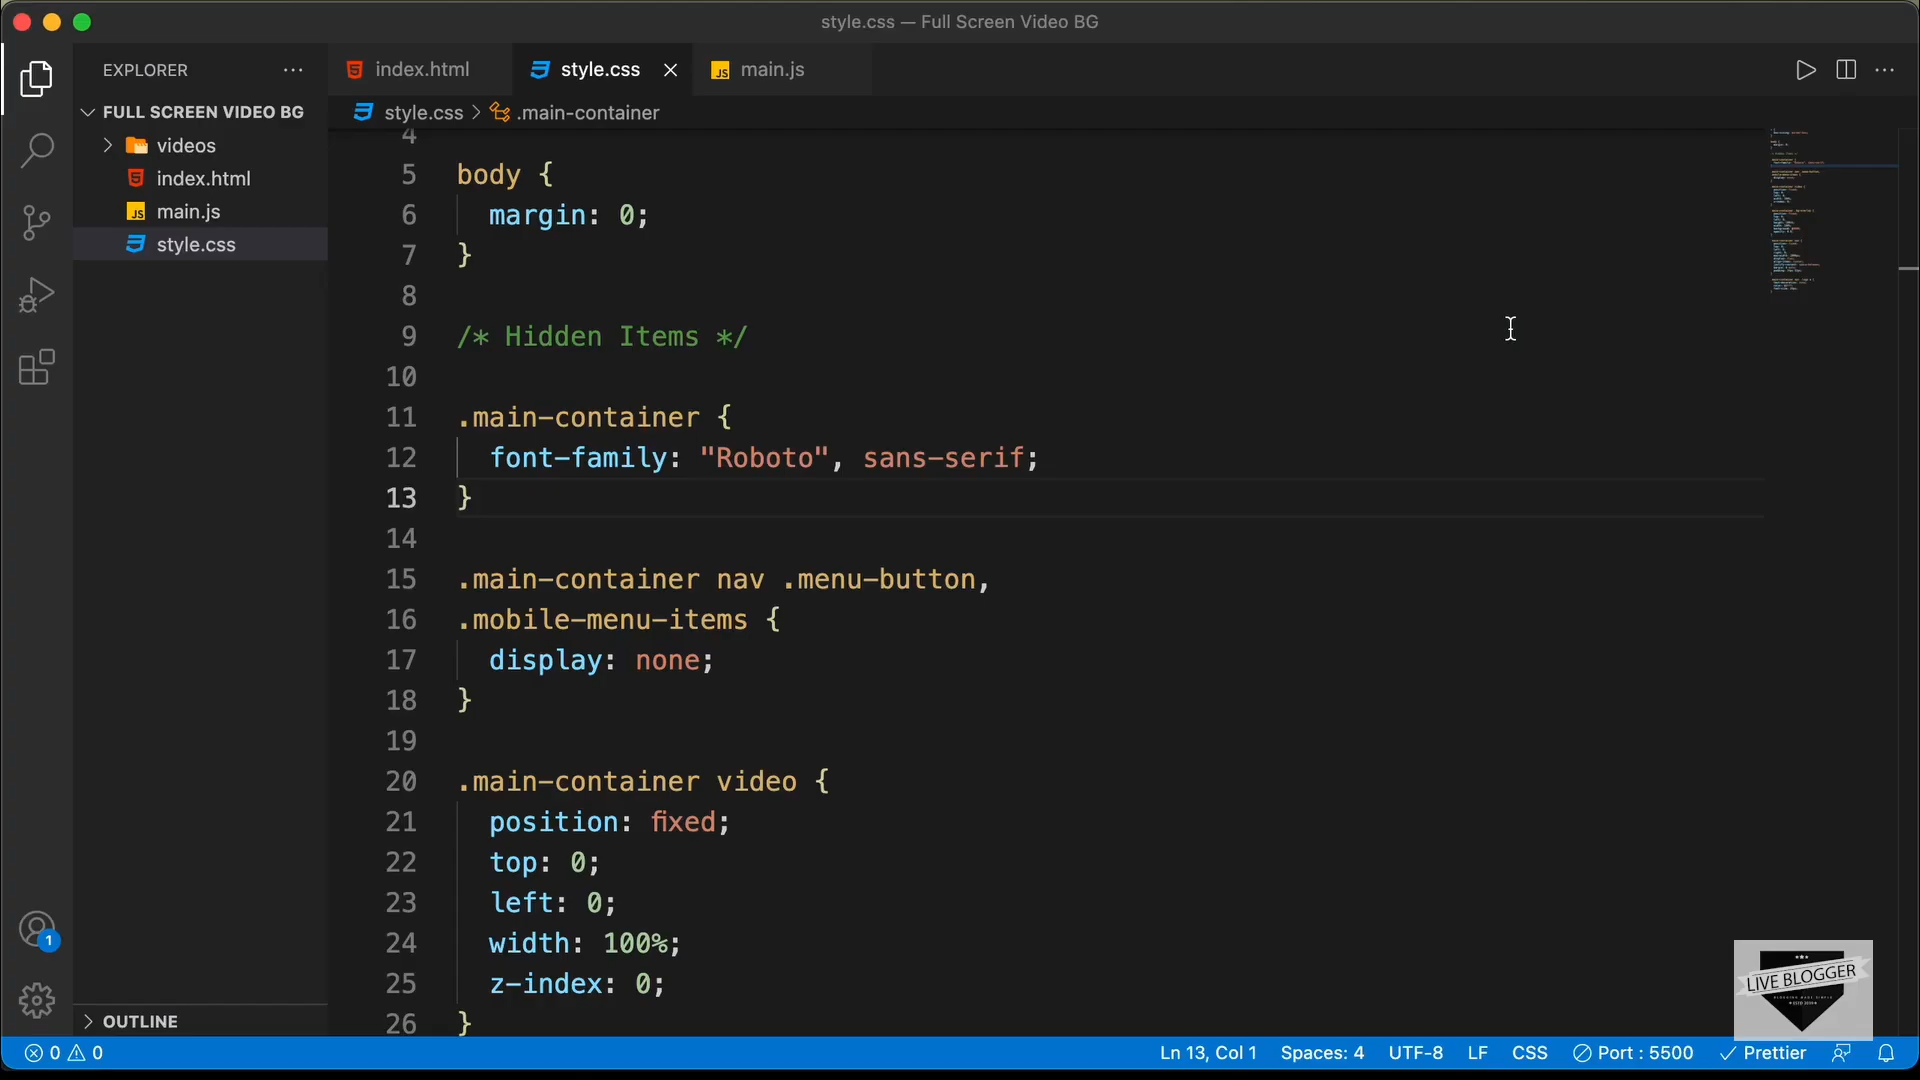 style.css — Full Screen Video BG
EXPLORER
index.html
style.css
JS main.js
FULL SCREEN VIDEO BG
style.css > .main-container
videos
index.html
JS main.js
style.css
4
5 body {
6 margin: 0;
7 }
8
9 /* Hidden Items */
10
11 .main-container {
12 font-family: "Roboto", sans-serif;
13 }
14
15 .main-container nav .menu-button,
16 .mobile-menu-items {
17 display: none;
18 }
19
20 .main-container video {
21 position: fixed;
22 top: 0;
23 left: 0;
24 width: 100%;
25 z-index: 0;
26 }
1
OUTLINE
LIVE BLOGGER
0 0
Ln 13, Col 1
Spaces: 4
UTF-8
LF
CSS
Port : 5500
Prettier